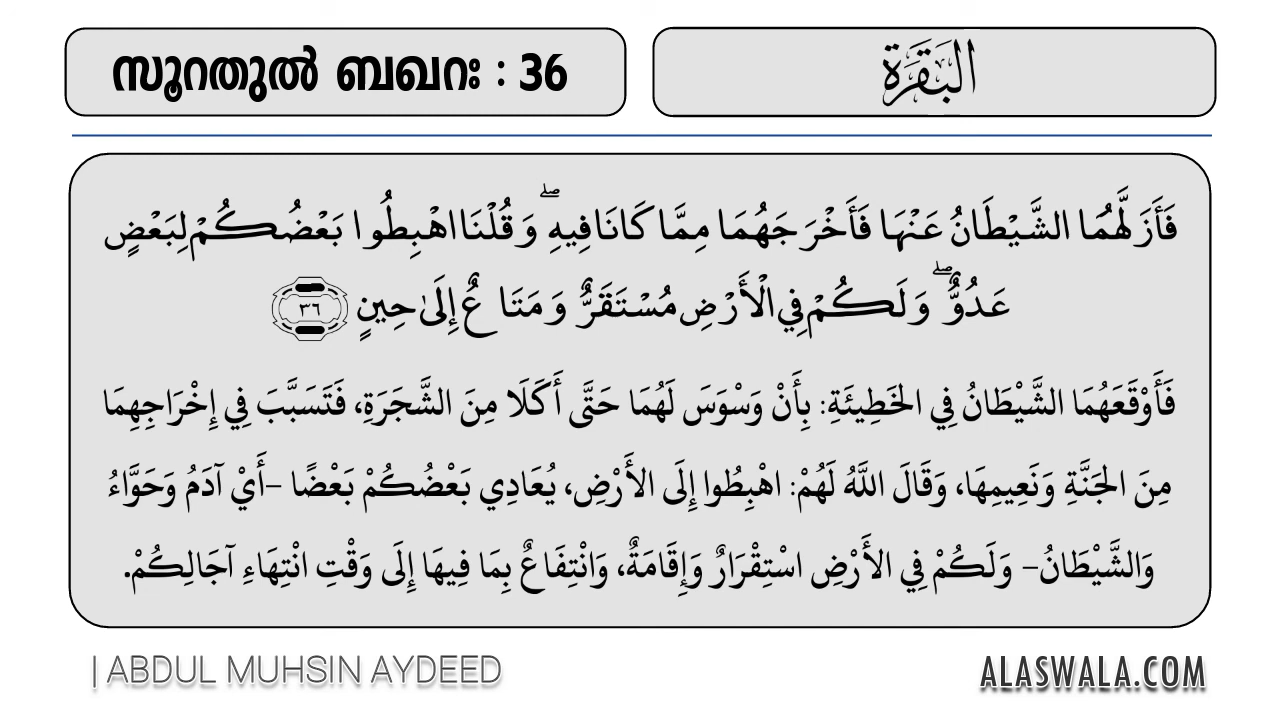 സൂറതുൽ ബഖറഃ : 36
البَقَرَة
فَأَزَلَّهُمَا الشَّيْطَانُ عَنْهَا فَأَخْرَجَهُمَا مِمَّا كَانَا فِيهِ ۖ وَقُلْنَا اهْبِطُوا بَعْضُكُمْ لِبَعْضٍ
عَدُوٌّ ۖ وَلَكُمْ فِي الْأَرْضِ مُسْتَقَرٌّ وَمَتَاعٌ إِلَىٰ حِينٍ ٣٦
فَأَوْقَعَهُمَا الشَّيْطَانُ فِي الخَطِيئَةِ: بِأَنْ وَسْوَسَ لَهُمَا حَتَّى أَكَلَا مِنَ الشَّجَرَةِ، فَتَسَبَّبَ فِي إِخْرَاجِهِمَا
مِنَ الجَنَّةِ وَنَعِيمِهَا، وَقَالَ اللَّهُ لَهُمْ: اهْبِطُوا إِلَى الأَرْضِ، يُعَادِي بَعْضُكُمْ بَعْضًا –أَيْ آدَمُ وَحَوَّاءُ
وَالشَّيْطَانُ– وَلَكُمْ فِي الأَرْضِ اسْتِقْرَارٌ وَإِقَامَةٌ، وَانْتِفَاعٌ بِمَا فِيهَا إِلَى وَقْتِ انْتِهَاءِ آجَالِكُمْ.
| ABDUL MUHSIN AYDEED
ALASWALA.COM